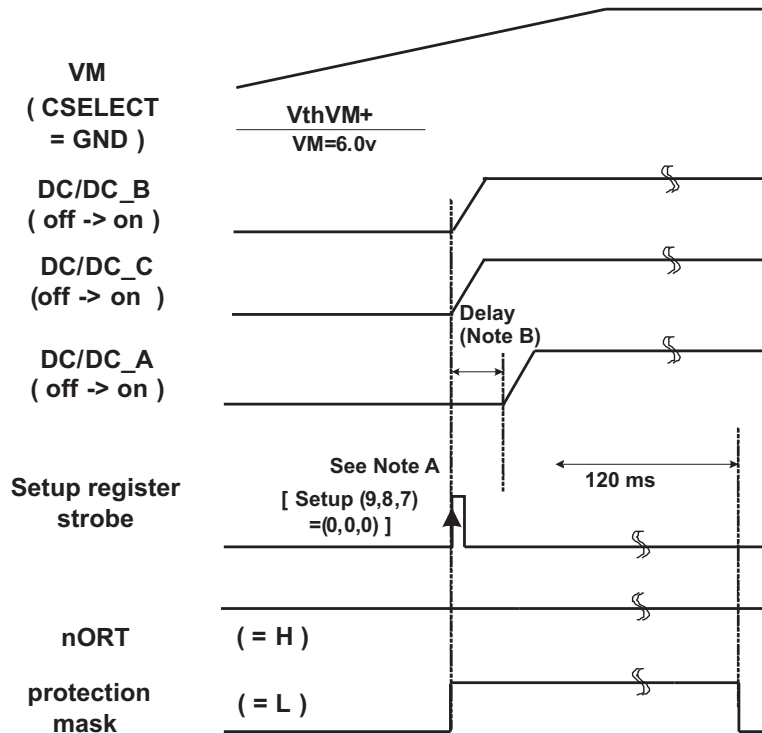 VM
( CSELECT
= GND )
VthVM+
VM=6.0v
DC/DC_B
( off -> on )
DC/DC_C
(off -> on )
Delay
(Note B)
DC/DC_A
( off -> on )
See Note A
120 ms
Setup register
strobe
[ Setup (9,8,7)
=(0,0,0) ]
nORT
( = H )
protection
mask
( = L )